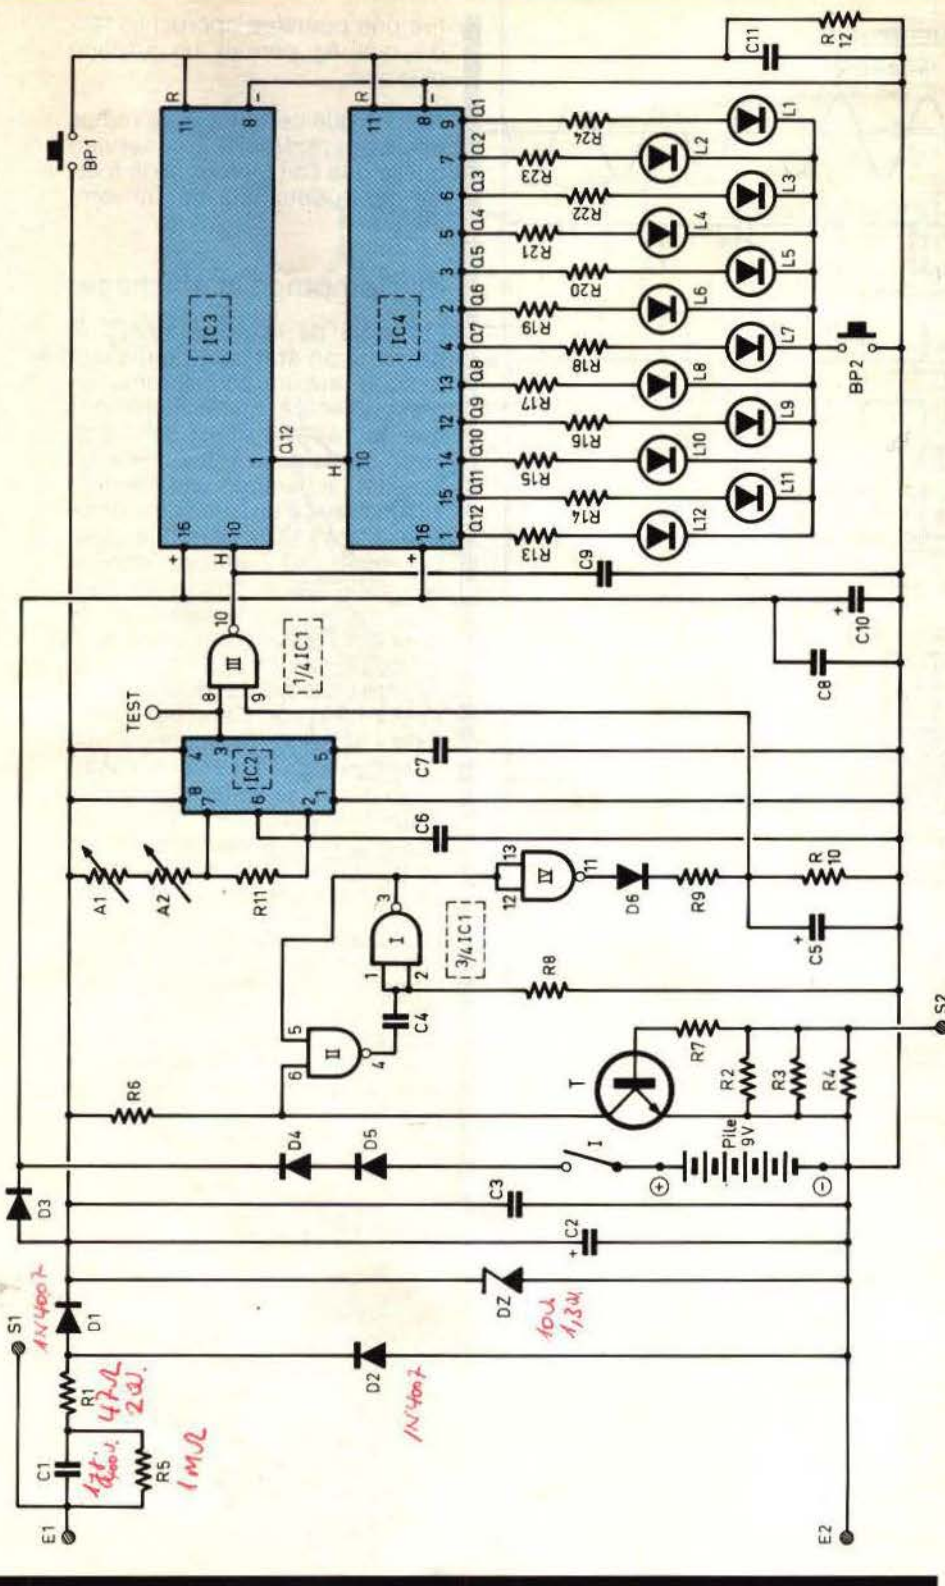 E1
C1
1µF
400V.
R5
1MΩ
R1
47Ω
2W.
S1
1N4007
D1
D2
1N4007
DZ
10V
1,3W.
D3
C2
+
C3
D4
D5
I
+
Pile
9V
-
E2
S2
R6
T
R7
R2
R3
R4
II
6
5
4
C4
1
2
I
3
3/4 IC1
R8
12
13
IV
11
D6
R9
R
10
+
C5
A1
A2
R11
8
4
7
3
IC2
6
2
1
5
C6
C7
TEST
8
9
III
10
1/4 IC1
+
H
16
10
IC3
11
R
8
-
1
Q12
H
10
+
16
IC4
11
R
8
-
1
15
14
12
13
4
2
3
5
6
7
9
Q12
Q11
Q10
Q9
Q8
Q7
Q6
Q5
Q4
Q3
Q2
Q1
R13
R14
R15
R16
R17
R18
R19
R20
R21
R22
R23
R24
L12
L11
L10
L9
L8
L7
L6
L5
L4
L3
L2
L1
BP1
BP2
C8
C9
+
C10
C11
R
12